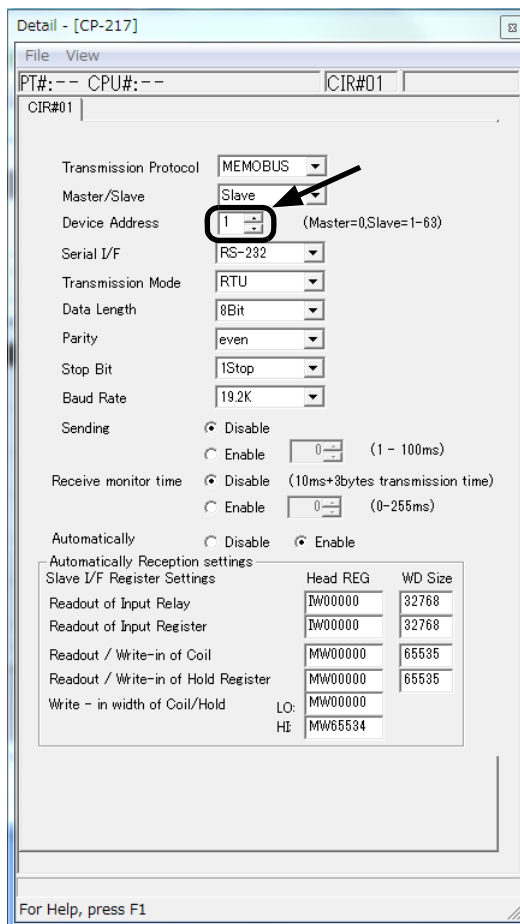 Detail - [CP-217]
File View
PT#:-- CPU#:-- CIR#01
CIR#01
Transmission Protocol MEMOBUS
Master/Slave Slave
Device Address 1 (Master=0,Slave=1-63)
Serial I/F RS-232
Transmission Mode RTU
Data Length 8Bit
Parity even
Stop Bit 1Stop
Baud Rate 19.2K
Sending Disable
Enable 0 (1 - 100ms)
Receive monitor time Disable (10ms+3bytes transmission time)
Enable 0 (0-255ms)
Automatically Disable Enable
Automatically Reception settings
Slave I/F Register Settings Head REG WD Size
Readout of Input Relay IW00000 32768
Readout of Input Register IW00000 32768
Readout / Write-in of Coil MW00000 65535
Readout / Write-in of Hold Register MW00000 65535
Write - in width of Coil/Hold LO: MW00000
HI: MW65534
For Help, press F1